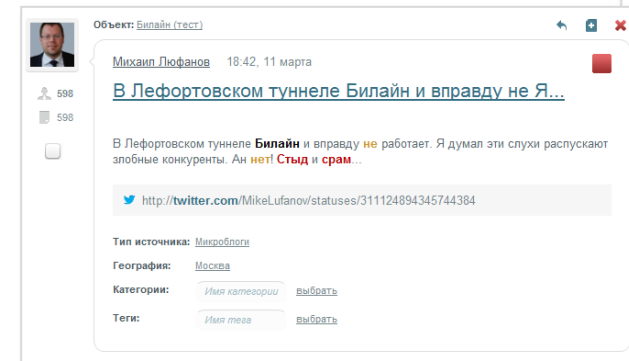 Объект: Билайн (тест)
Михаил Люфанов 18:42, 11 марта
В Лефортовском туннеле Билайн и вправду не Я...
598
598
В Лефортовском туннеле Билайн и вправду не работает. Я думал эти слухи распускают
злобные конкуренты. Ан нет! Стыд и срам...
http://twitter.com/MikeLufanov/statuses/311124894345744384
Тип источника: Микроблоги
География: Москва
Категории: Имя категории выбрать
Теги: Имя тега выбрать